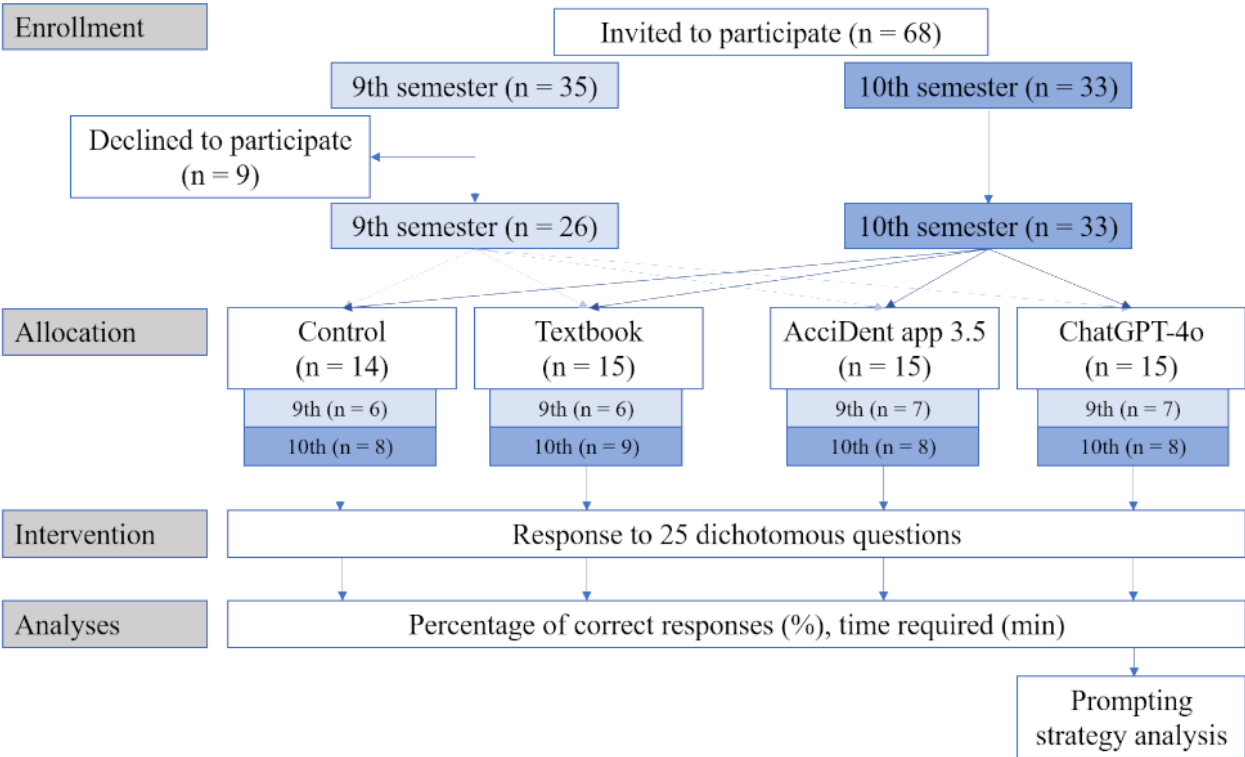 Enrollment
Invited to participate (n = 68)
9th semester (n = 35)
10th semester (n = 33)
Declined to participate
(n = 9)
9th semester (n = 26)
10th semester (n = 33)
Allocation
Control
(n = 14)
9th (n = 6)
10th (n = 8)
Textbook
(n = 15)
9th (n = 6)
10th (n = 9)
AcciDent app 3.5
(n = 15)
9th (n = 7)
10th (n = 8)
ChatGPT-4o
(n = 15)
9th (n = 7)
10th (n = 8)
Intervention
Response to 25 dichotomous questions
Analyses
Percentage of correct responses (%), time required (min)
Prompting
strategy analysis